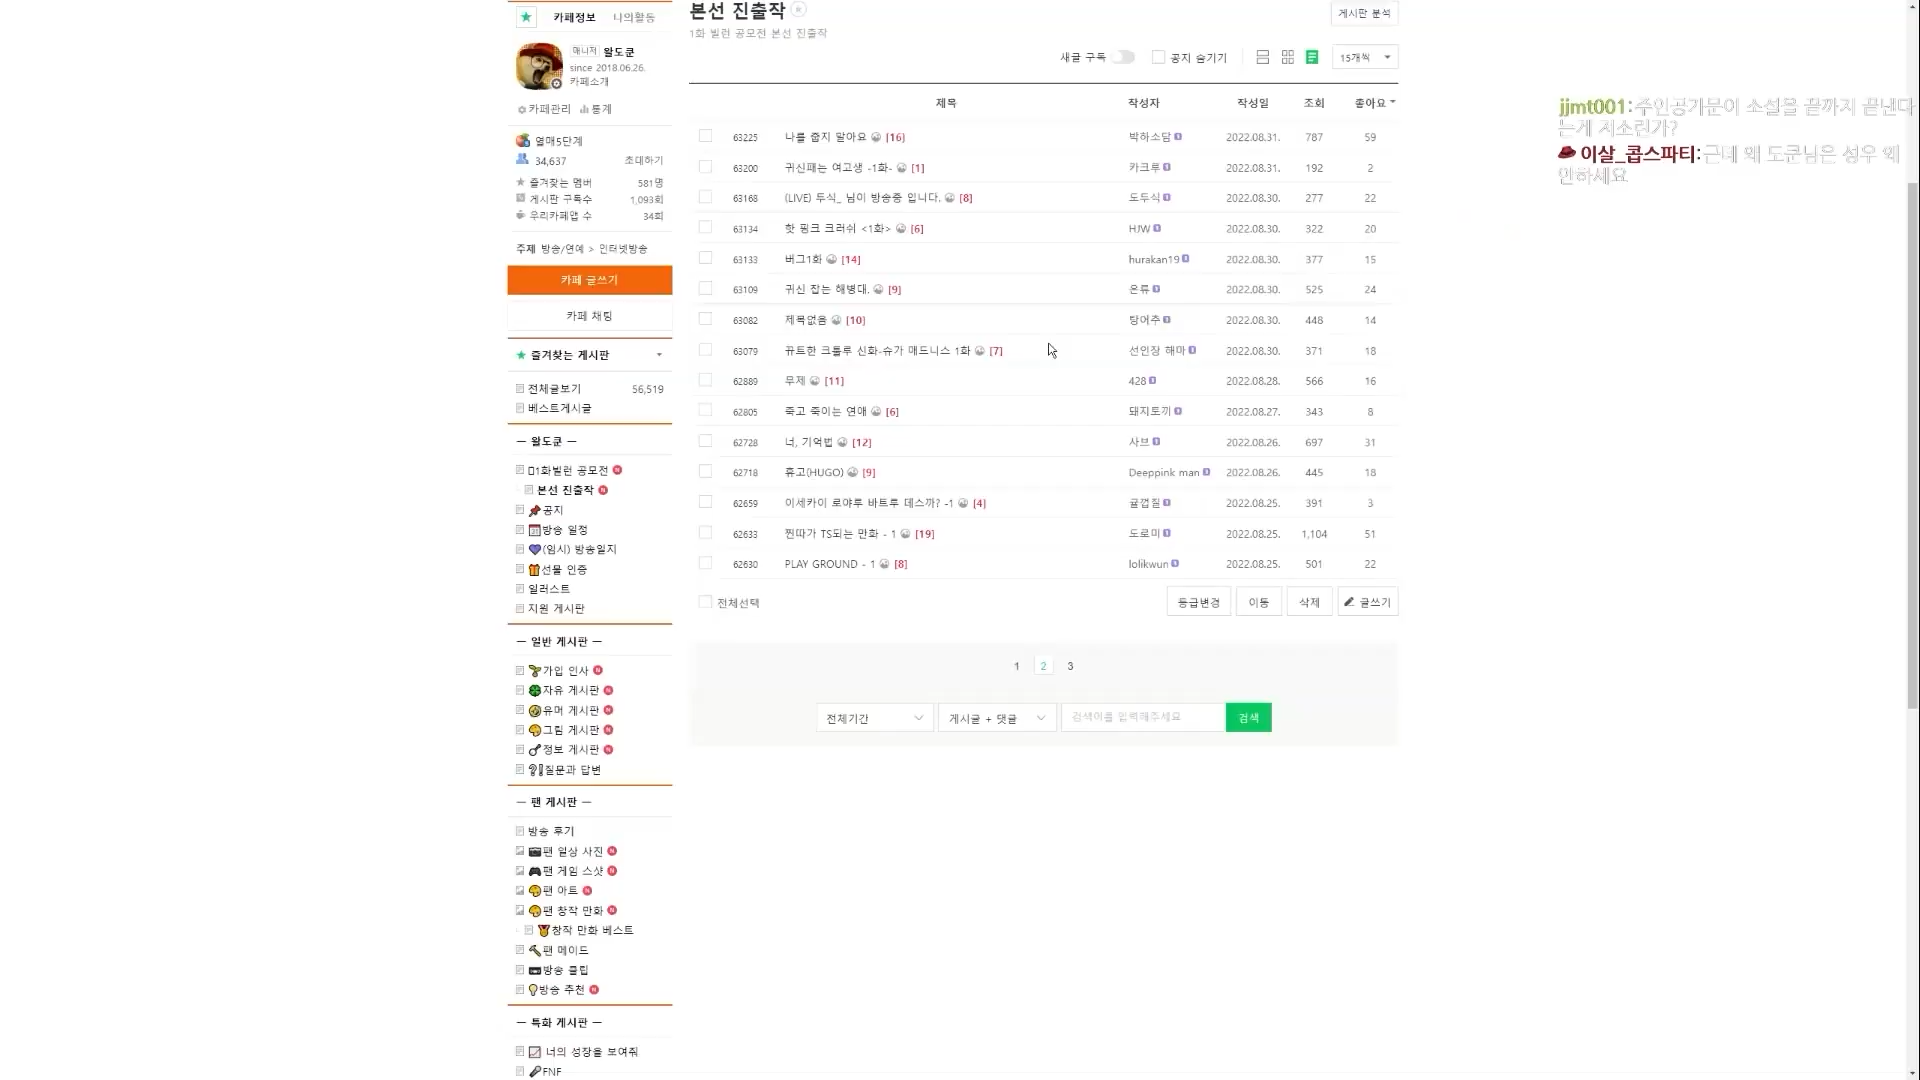 카페정보 나의활동
매니저 왈도쿤
since 2018.06.26.
카페소개
카페관리 통계
열매5단계
34,637 초대하기
즐겨찾는 멤버 581명
게시판 구독수 1,093회
우리카페앱 수 34회
주제 방송/연예 > 인터넷방송
카페 글쓰기
카페 채팅
즐겨찾는 게시판
전체글보기 56,519
베스트게시글
— 왈도쿤 —
1화빌런 공모전 N
본선 진출작 N
공지
방송 일정
(임시) 방송일지
선물 인증
일러스트
지원 게시판
— 일반 게시판 —
가입 인사 N
자유 게시판 N
유머 게시판 N
그림 게시판 N
정보 게시판 N
질문과 답변
— 팬 게시판 —
방송 후기
팬 일상 사진 N
팬 게임 스샷 N
팬 아트 N
팬 창작 만화 N
창작 만화 베스트
팬 메이드
방송 클립
방송 추천 N
— 특화 게시판 —
너의 성장을 보여줘
FNF
본선 진출작
게시판 분석
1화 빌런 공모전 본선 진출작
새글 구독 공지 숨기기 15개씩
제목 작성자 작성일 조회 좋아요
63225 나를 줍지 말아요 [16] 박하소담 2022.08.31. 787 59
63200 귀신패는 여고생 -1화- [1] 카크루 2022.08.31. 192 2
63168 (LIVE) 두식_ 님이 방송중 입니다. [8] 도두식 2022.08.30. 277 22
63134 핫 핑크 크러쉬 <1화> [6] HJW 2022.08.30. 322 20
63133 버그1화 [14] hurakan19 2022.08.30. 377 15
63109 귀신 잡는 해병대. [9] 온류 2022.08.30. 525 24
63082 제목없음 [10] 탕어추 2022.08.30. 448 14
63079 뀨트한 크툴루 신화-슈가 매드니스 1화 [7] 선인장 해마 2022.08.30. 371 18
62889 무제 [11] 428 2022.08.28. 566 16
62805 죽고 죽이는 연애 [6] 돼지토끼 2022.08.27. 343 8
62728 너, 기억법 [12] 사브 2022.08.26. 697 31
62718 휴고(HUGO) [9] Deeppink man 2022.08.26. 445 18
62659 이세카이 로야루 바트루 데스까? -1 [4] 귤껍질 2022.08.25. 391 3
62633 찐따가 TS되는 만화 - 1 [19] 도로미 2022.08.25. 1,104 51
62630 PLAY GROUND - 1 [8] lolikwun 2022.08.25. 501 22
전체선택 등급변경 이동 삭제 글쓰기
1 2 3
전체기간 게시글 + 댓글 검색어를 입력해주세요 검색
jjmt001: 주인공가문이 소설을 끝까지 끝낸다
는게 저소린가?
이살_콥스파티: 근데 왜 도쿤님은 성우 왜
안하세요